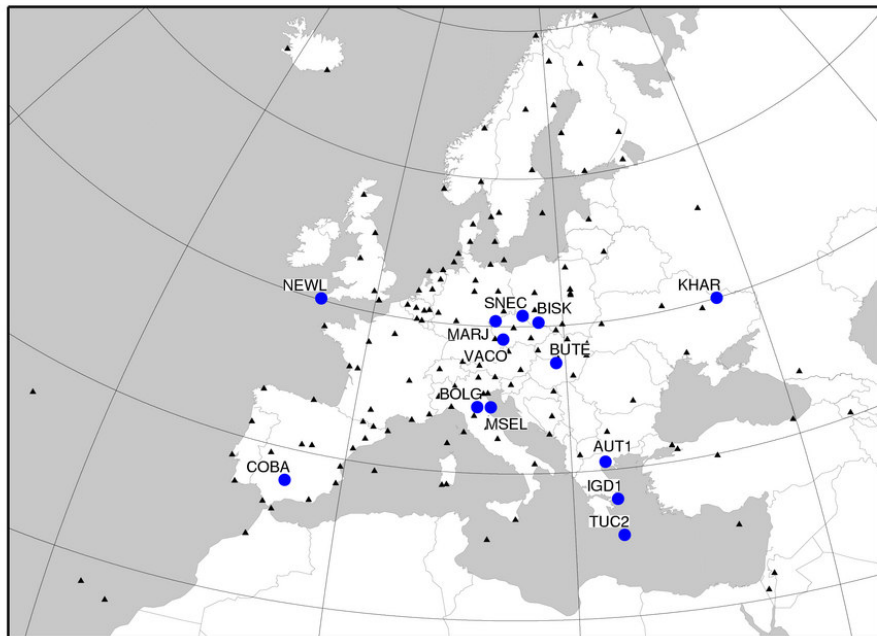 NEWL
KHAR
SNEC
BISK
MARJ
VACO
BUTE
BOLG
MSEL
AUT1
COBA
IGD1
TUC2